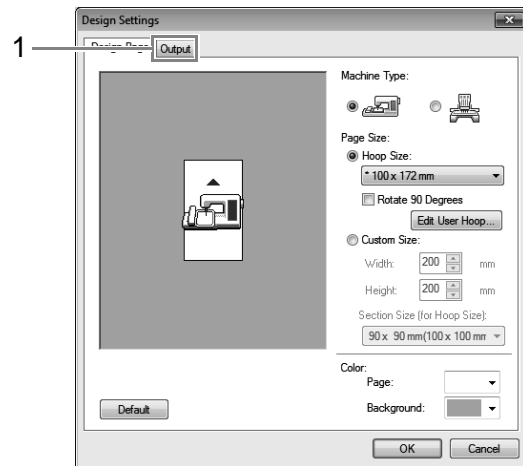 Design Settings
1
Design Page
Output
Machine Type:
Page Size:
Hoop Size:
* 100 x 172 mm
Rotate 90 Degrees
Edit User Hoop...
Custom Size:
Width: 200 mm
Height: 200 mm
Section Size (for Hoop Size):
90 x 90 mm(100 x 100 mm
Color:
Page:
Background:
Default
OK
Cancel